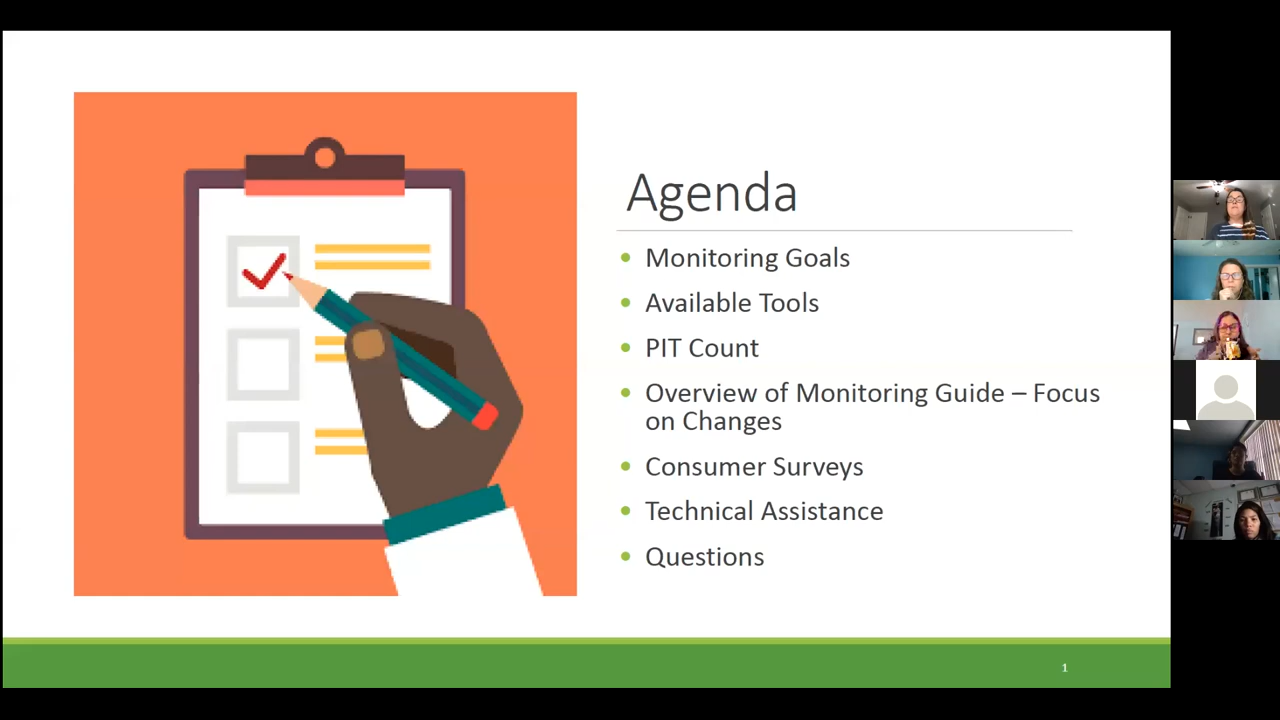 Agenda
Monitoring Goals
Available Tools
PIT Count
Overview of Monitoring Guide – Focus
on Changes
Consumer Surveys
Technical Assistance
Questions
1